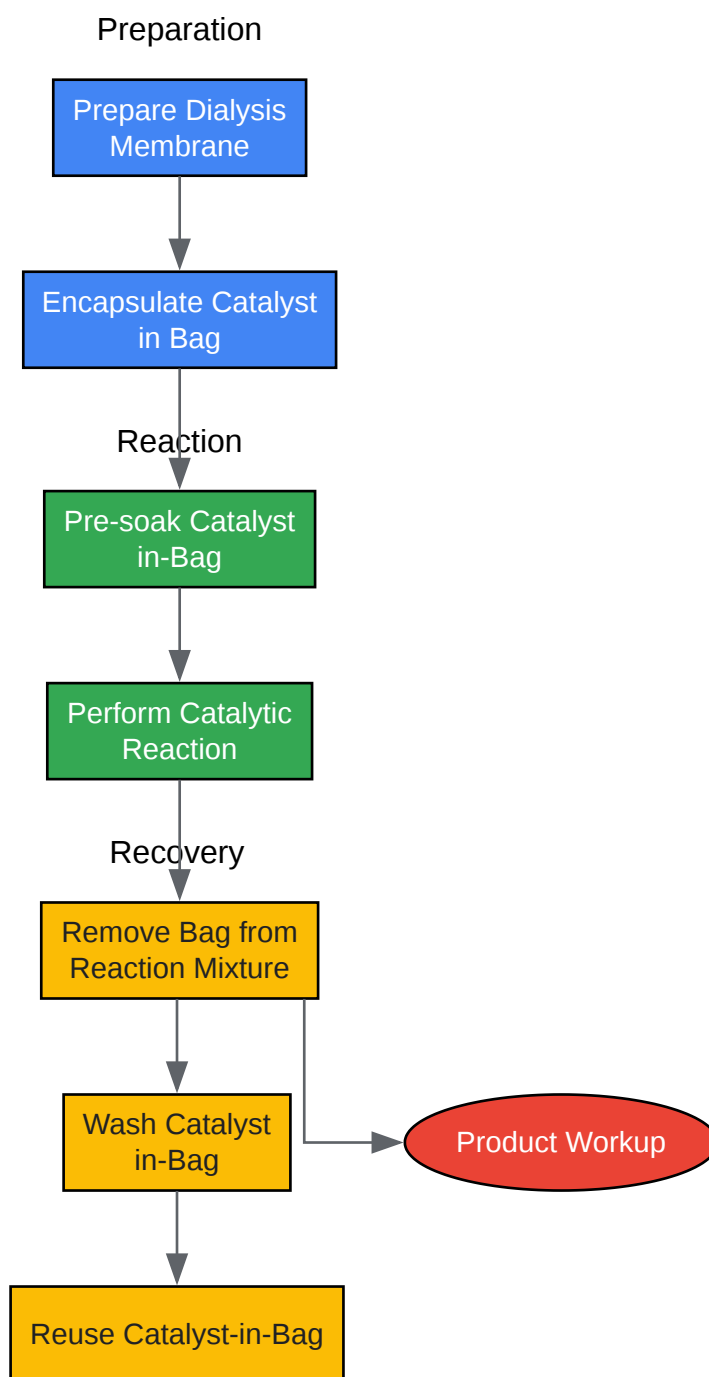 Preparation
Prepare Dialysis
Membrane
Encapsulate Catalyst
in Bag
Reaction
Pre-soak Catalyst
in-Bag
Perform Catalytic
Reaction
Recovery
Remove Bag from
Reaction Mixture
Wash Catalyst
in-Bag
Product Workup
Reuse Catalyst-in-Bag